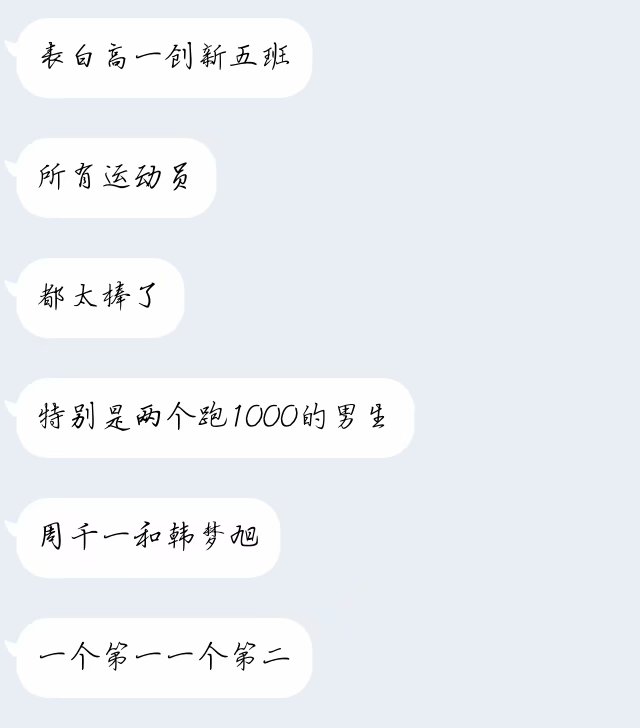 表白高一创新五班
所有运动员
都太棒了
特别是两个跑1000的男生
周千一和韩梦旭
一个第一一个第二